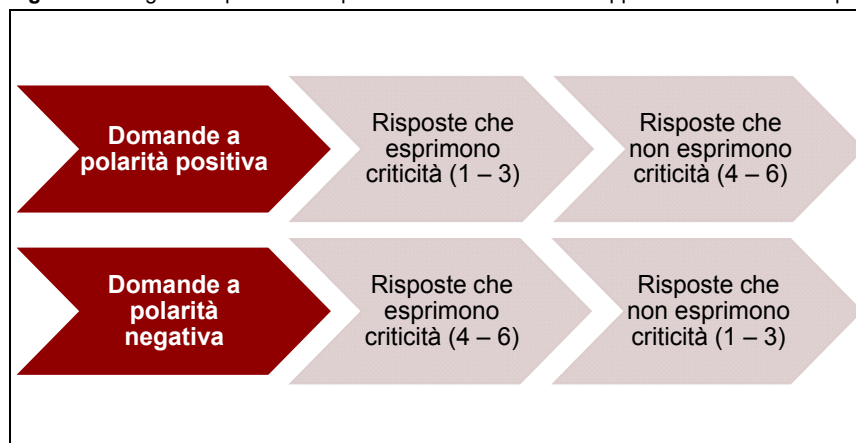 Domande a
polarità positiva
Risposte che
esprimono
criticità (1 – 3)
Risposte che
non esprimono
criticità (4 – 6)
Domande a
polarità
negativa
Risposte che
esprimono
criticità (4 – 6)
Risposte che
non esprimono
criticità (1 – 3)